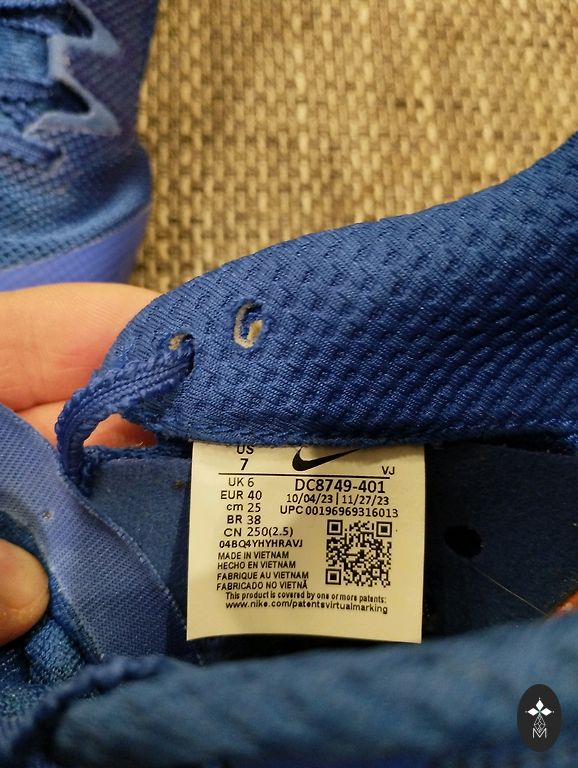 US
7
VJ
UK 6
EUR 40
cm 25
BR 38
CN 250(2.5)
DC8749-401
10/04/23 | 11/27/23
UPC 00196969316013
04BQ4YHYHRAVJ
MADE IN VIETNAM
HECHO EN VIETNAM
FABRIQUE AU VIETNAM
FABRICADO NO VIETNÃ
This product is covered by one or more patents:
www.nike.com/patentsvirtualmarking
M